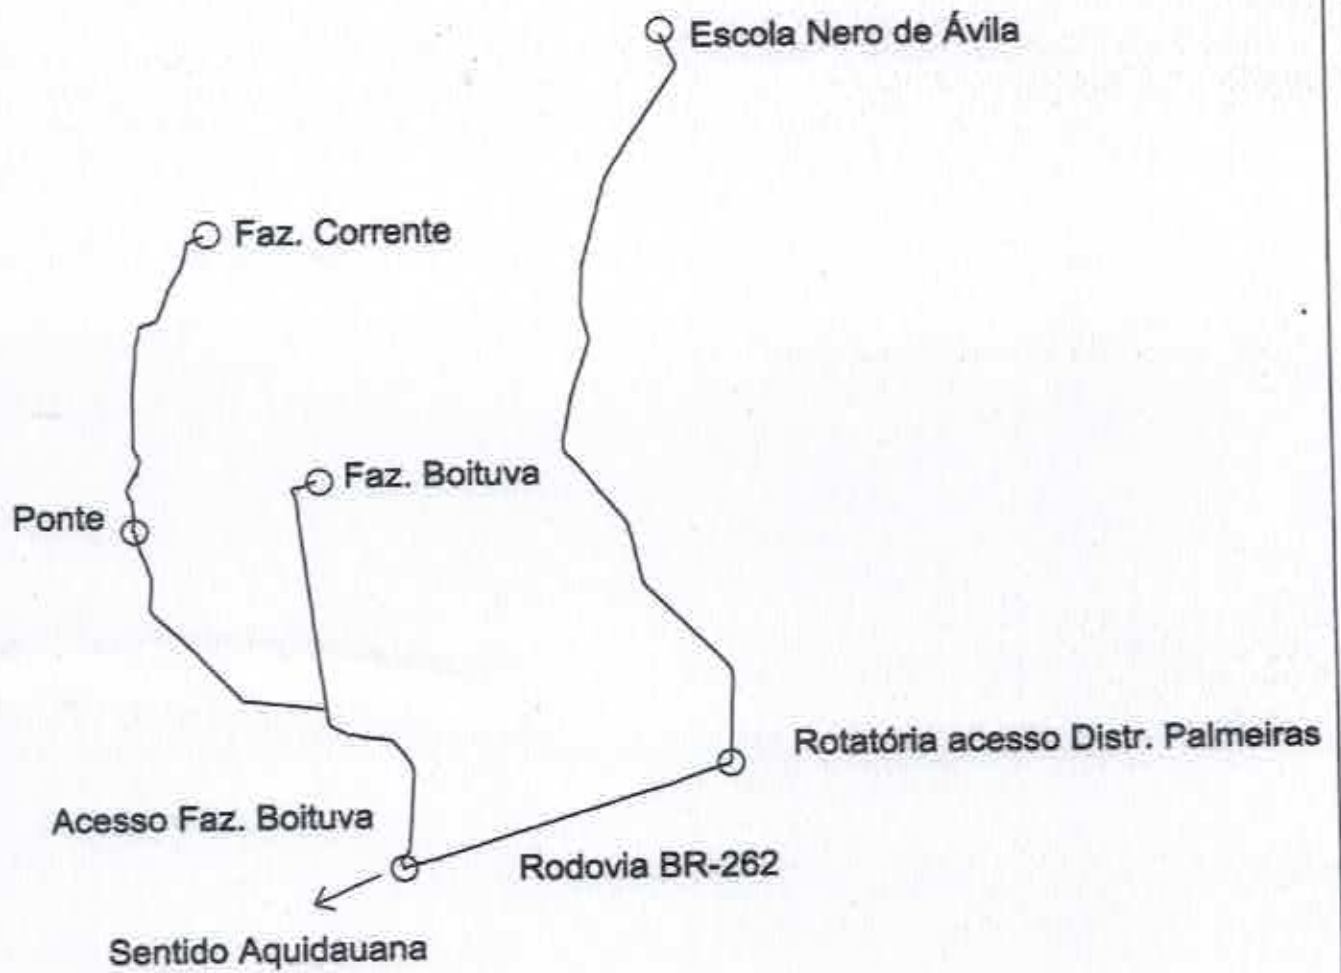 Escola Nero de Ávila
Faz. Corrente
Faz. Boituva
Ponte
Rotatória acesso Distr. Palmeiras
Acesso Faz. Boituva
Rodovia BR-262
Sentido Aquidauana